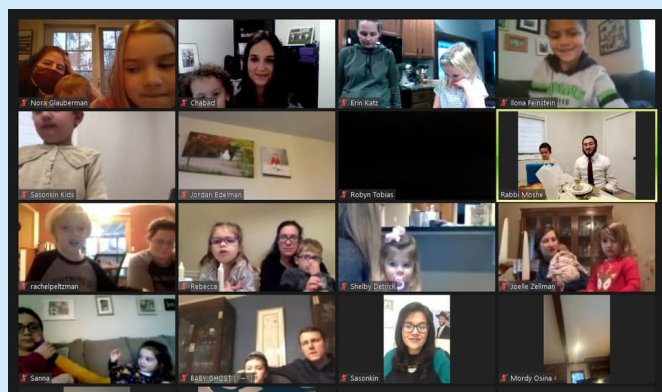 Nora Glauberman
Chabad
Erin Katz
Ilona Feinstein
Sasonkin Kids
Jordan Edelman
Robyn Tobias
Rabbi Moshe
rachelpeltzman
Rebecca
Shelby Detrick
Joelle Zellman
Sanna
BABY GHOST
Sasonkin
Mordy Osina